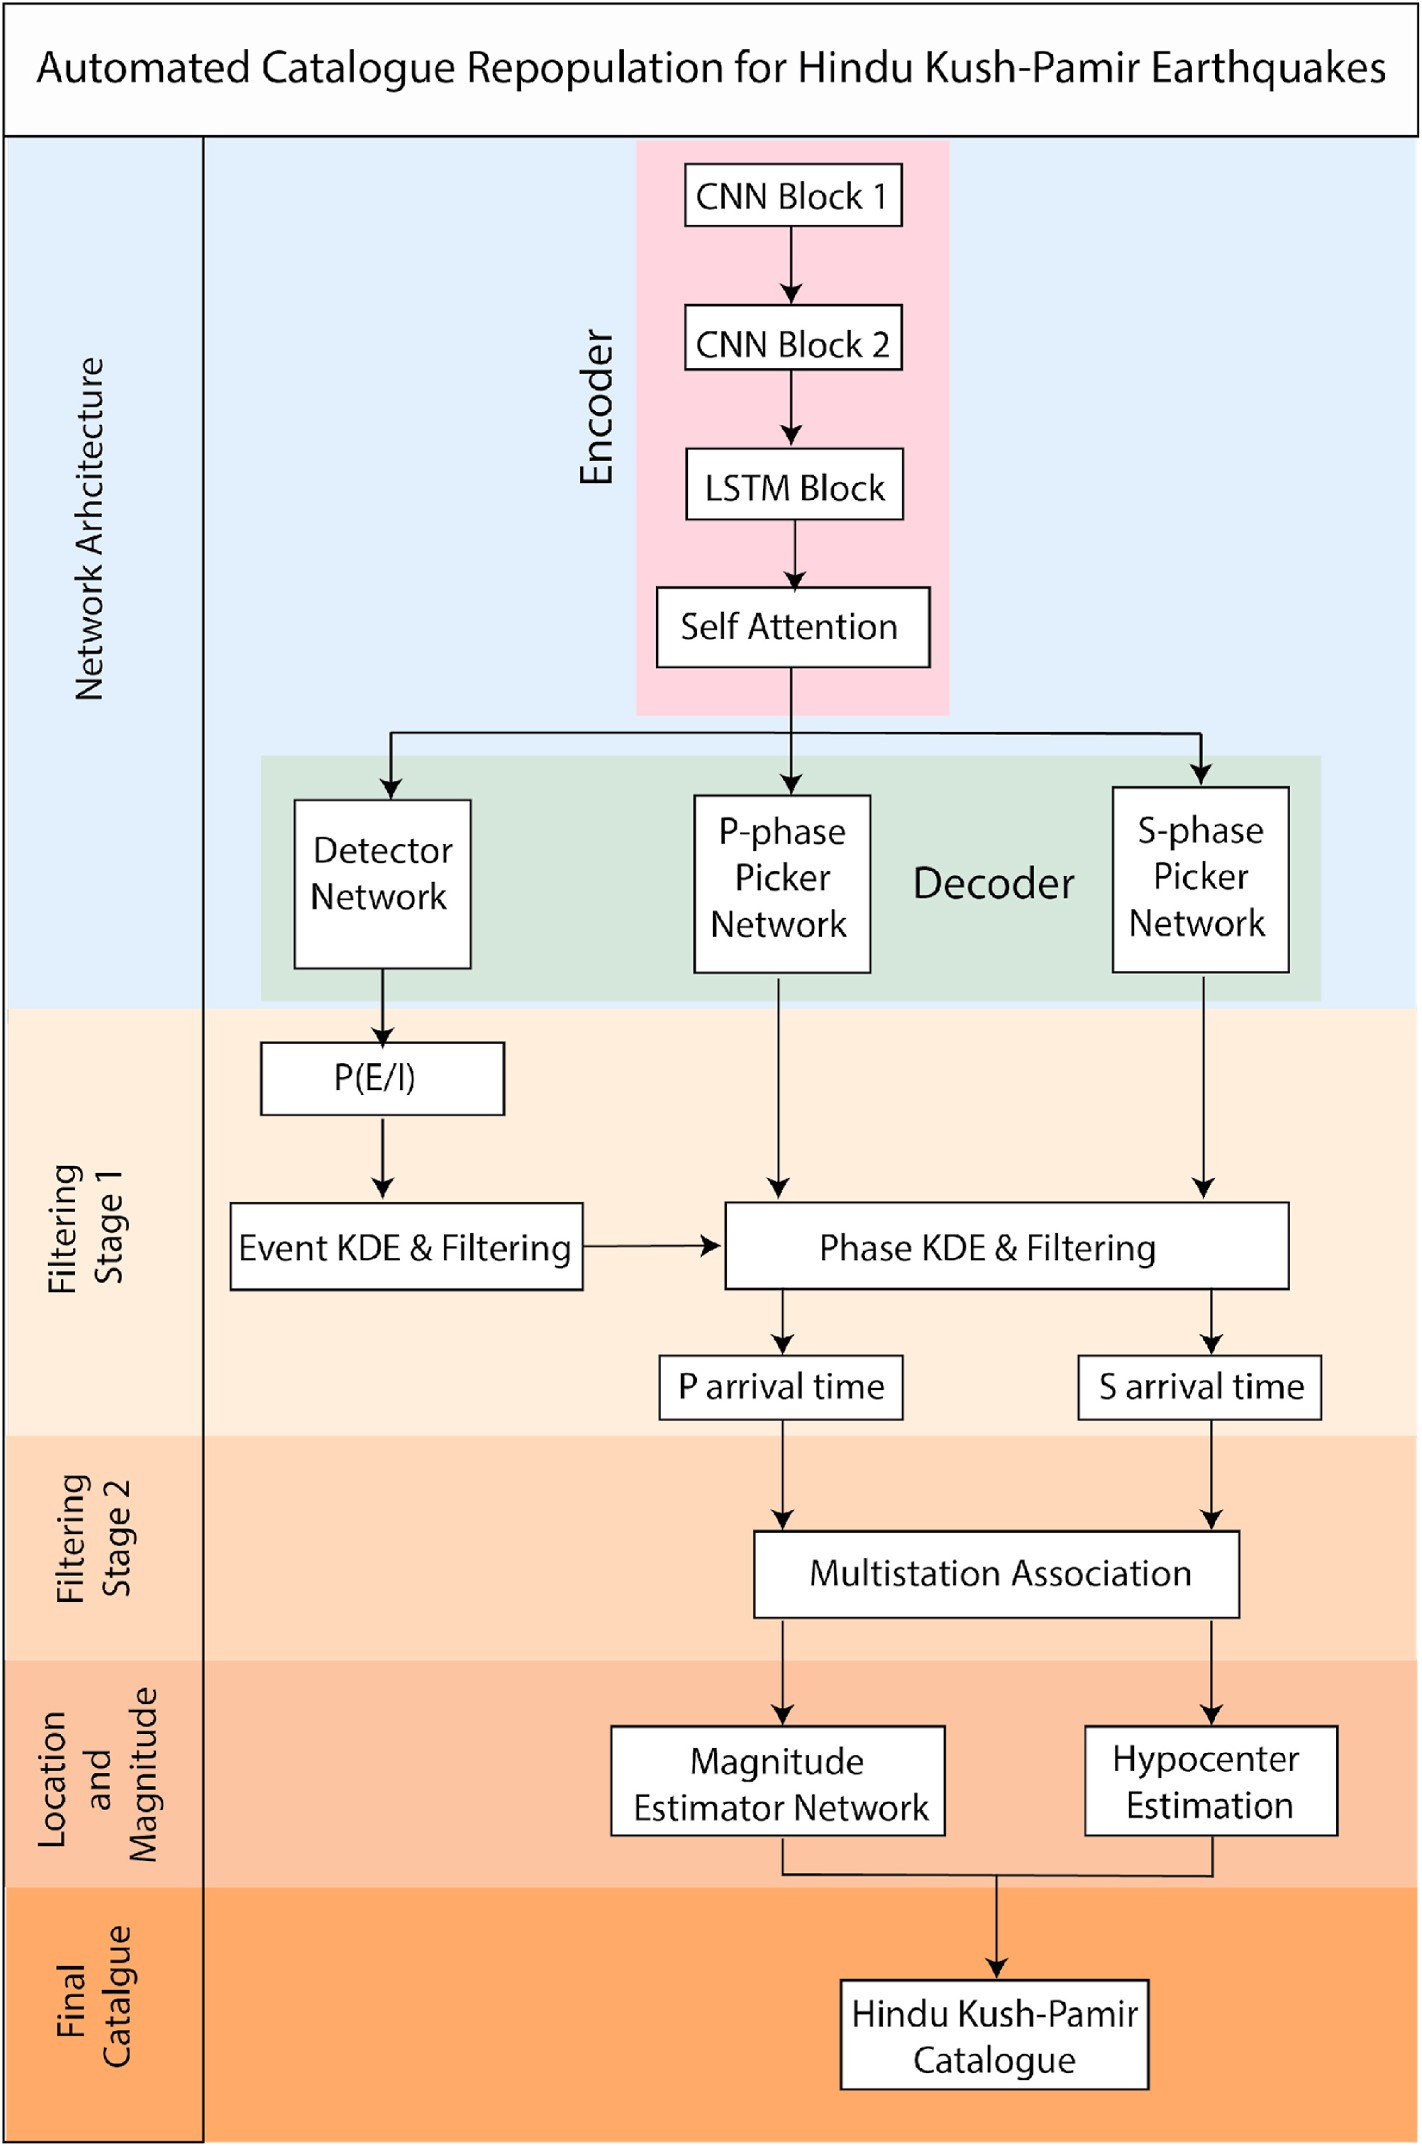 Automated Catalogue Repopulation for Hindu Kush-Pamir Earthquakes
Network Arhcitecture
Encoder
CNN Block 1
CNN Block 2
LSTM Block
Self Attention
Detector
Network
P-phase
Picker
Network
Decoder
S-phase
Picker
Network
Filtering
Stage 1
P(E/I)
Event KDE & Filtering
Phase KDE & Filtering
P arrival time
S arrival time
Filtering
Stage 2
Multistation Association
Location
and
Magnitude
Magnitude
Estimator Network
Hypocenter
Estimation
Final
Catalgue
Hindu Kush-Pamir
Catalogue